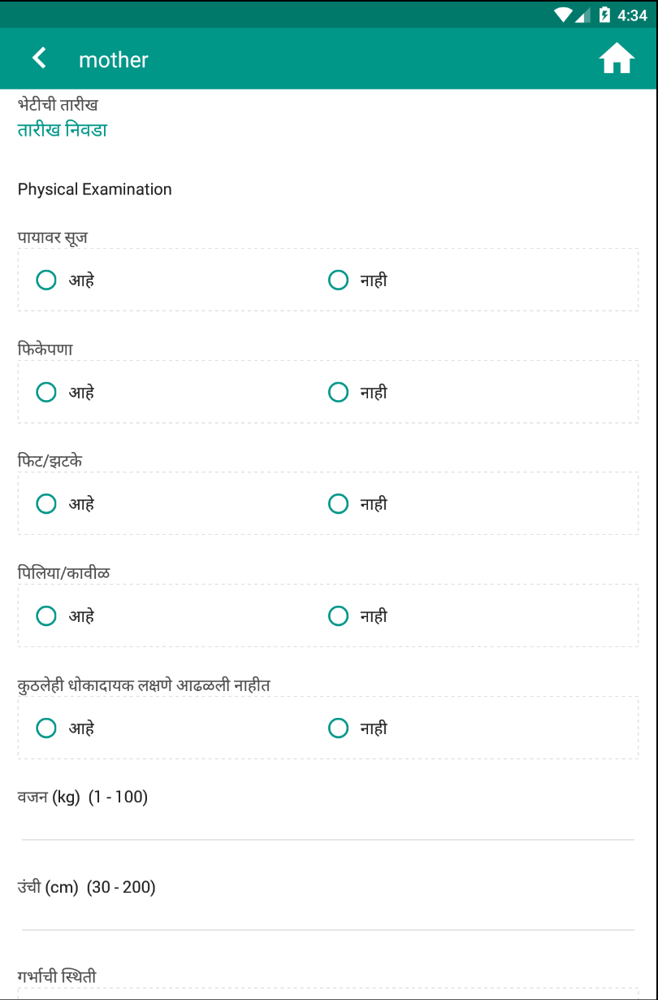 4:34
mother
भेटीची तारीख
तारीख निवडा
Physical Examination
पायावर सूज
आहे नाही
फिकेपणा
आहे नाही
फिट/झटके
आहे नाही
पिलिया/कावीळ
आहे नाही
कुठलेही धोकादायक लक्षणे आढळली नाहीत
आहे नाही
वजन (kg) (1 - 100)
उंची (cm) (30 - 200)
गर्भाची स्थिती